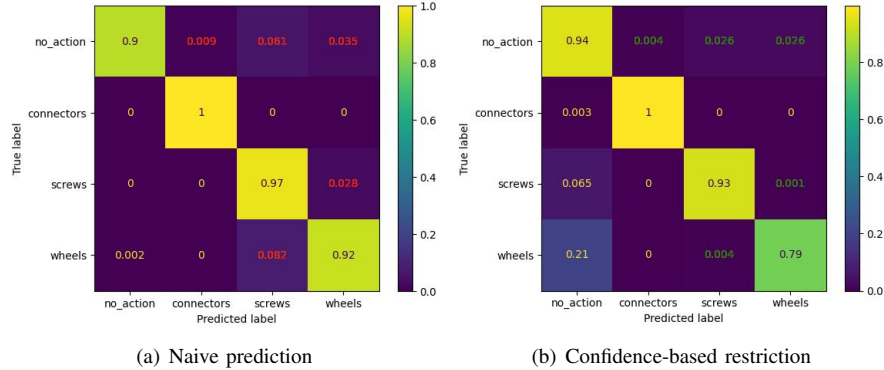 True label
no_action 0.9 0.009 0.061 0.035
connectors 0 1 0 0
screws 0 0 0.97 0.028
wheels 0.002 0 0.082 0.92
no_action connectors screws wheels
Predicted label
1.0
0.8
0.6
0.4
0.2
0.0
(a) Naive prediction
True label
no_action 0.94 0.004 0.026 0.026
connectors 0.003 1 0 0
screws 0.065 0 0.93 0.001
wheels 0.21 0 0.004 0.79
no_action connectors screws wheels
Predicted label
0.8
0.6
0.4
0.2
0.0
(b) Confidence-based restriction